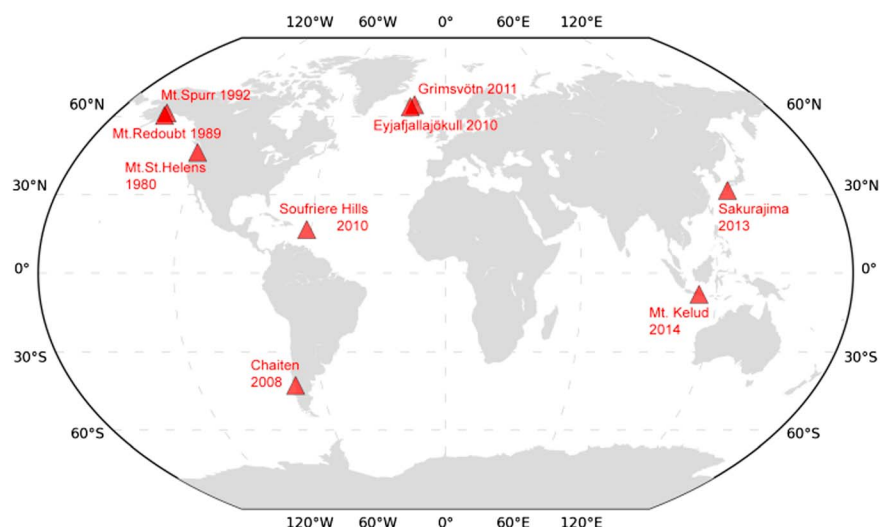 120°W 60°W 0° 60°E 120°E
60°N
60°N
Mt.Spurr 1992
Grimsvötn 2011
Mt.Redoubt 1989
Eyjafjallajökull 2010
Mt.St.Helens
1980
30°N
30°N
Soufriere Hills
2010
Sakurajima
2013
0°
0°
Mt. Kelud
2014
30°S
30°S
Chaiten
2008
60°S
60°S
120°W 60°W 0° 60°E 120°E